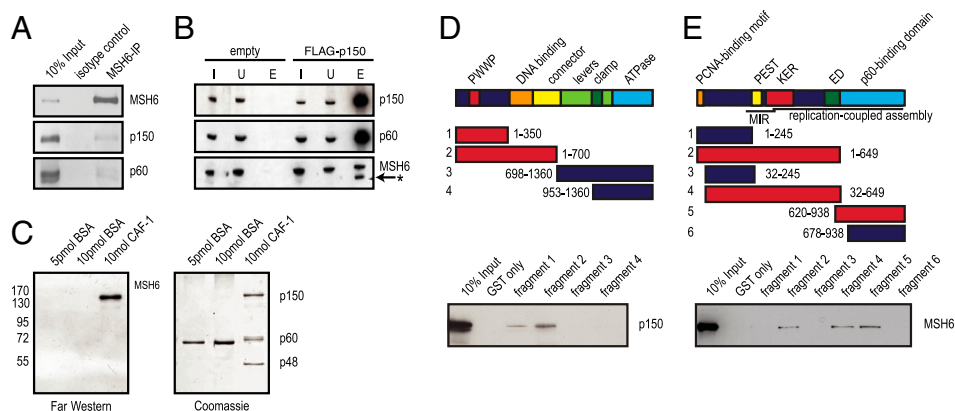 A
10% Input
isotype control
MSH6-IP
MSH6
p150
p60
B
empty
FLAG-p150
I U E I U E
p150
p60
MSH6
*
C
5pmol BSA
10pmol BSA
10mol CAF-1
MSH6
170
130
95
72
55
Far Western
5pmol BSA
10pmol BSA
10mol CAF-1
p150
p60
p48
Coomassie
D
PWWP
DNA binding
connector
levers
clamp
ATPase
1 1-350
2 1-700
3 698-1360
4 953-1360
10% Input
GST only
fragment 1
fragment 2
fragment 3
fragment 4
p150
E
PCNA-binding motif
PEST
KER
ED
p60-binding domain
MIR
replication-coupled assembly
1 1-245
2 1-649
3 32-245
4 32-649
5 620-938
6 678-938
10% Input
GST only
fragment 1
fragment 2
fragment 3
fragment 4
fragment 5
fragment 6
MSH6